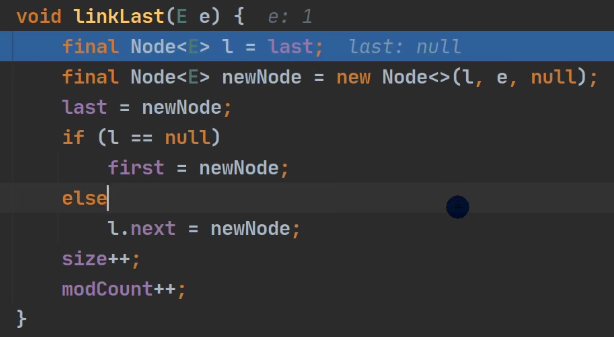 void linkLast(E e) {  e: 1
    final Node<E> l = last;  last: null
    final Node<E> newNode = new Node<>(l, e, null);
    last = newNode;
    if (l == null)
        first = newNode;
    else
        l.next = newNode;
    size++;
    modCount++;
}